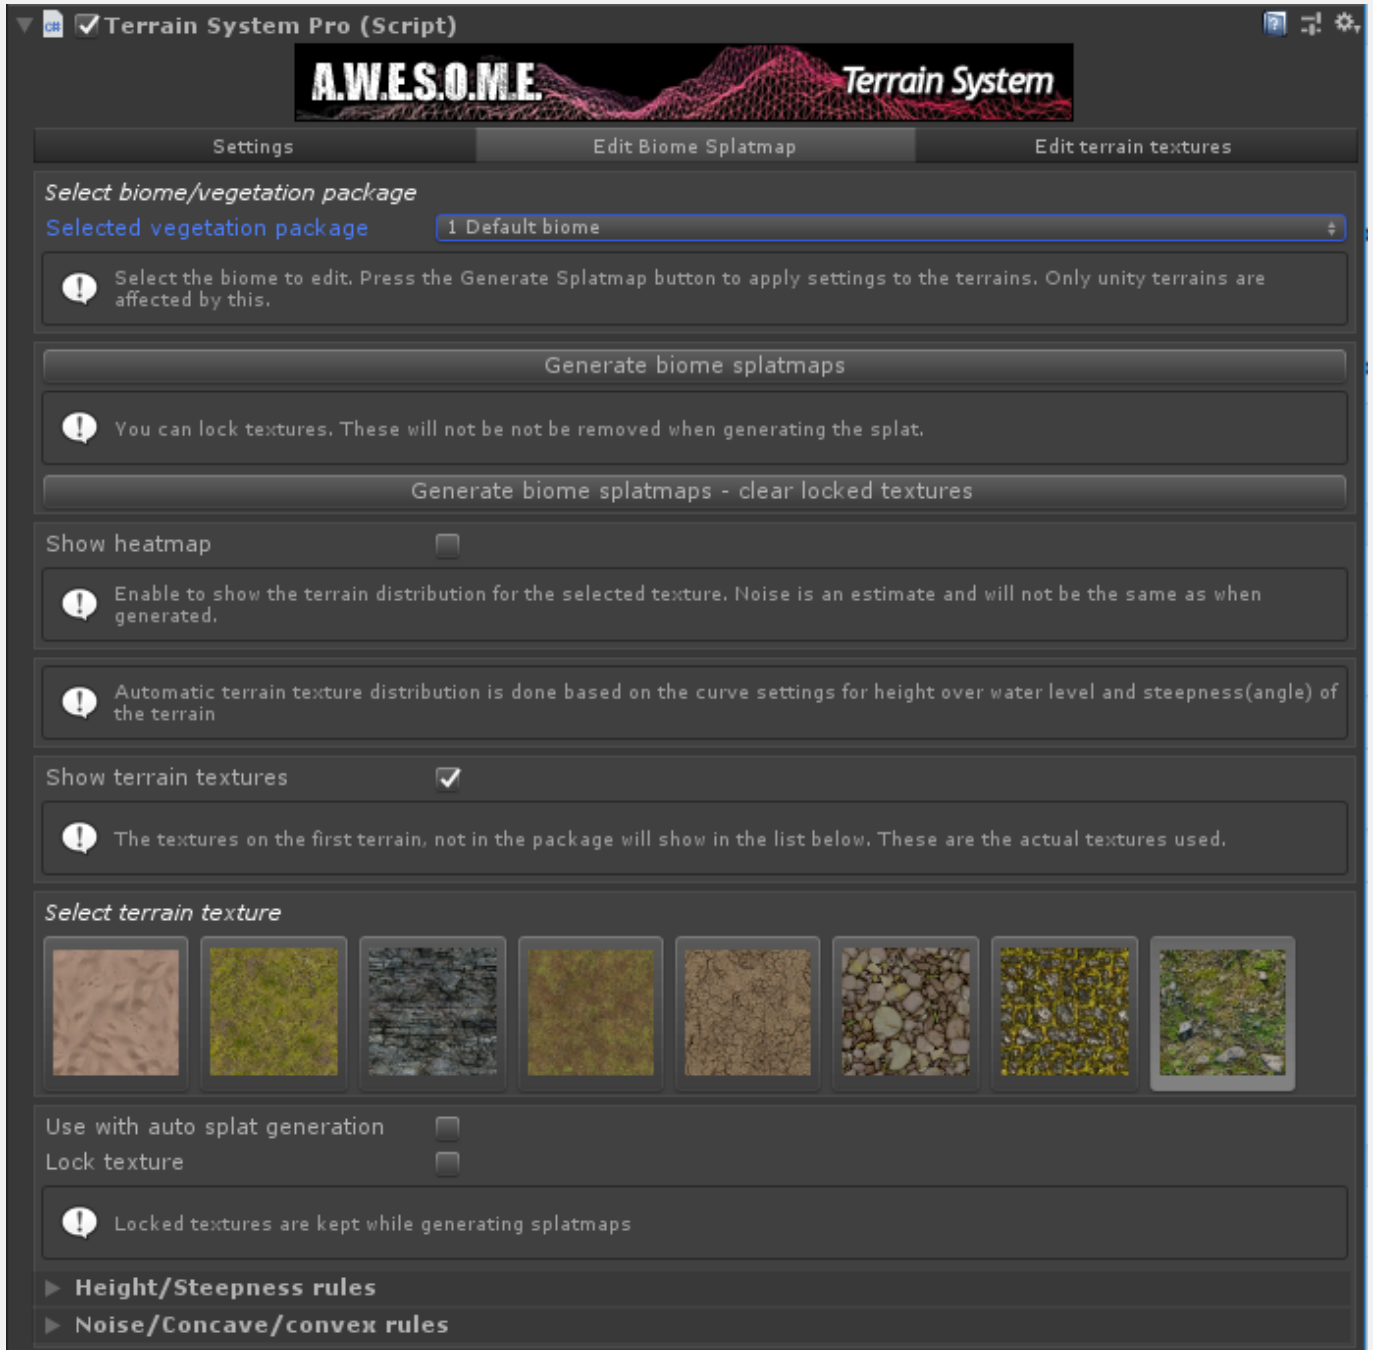 Terrain System Pro (Script)
A.W.E.S.O.M.E. Terrain System
Settings Edit Biome Splatmap Edit terrain textures
Select biome/vegetation package
Selected vegetation package 1 Default biome
Select the biome to edit. Press the Generate Splatmap button to apply settings to the terrains. Only unity terrains are
affected by this.
Generate biome splatmaps
You can lock textures. These will not be not be removed when generating the splat.
Generate biome splatmaps - clear locked textures
Show heatmap
Enable to show the terrain distribution for the selected texture. Noise is an estimate and will not be the same as when
generated.
Automatic terrain texture distribution is done based on the curve settings for height over water level and steepness(angle) of
the terrain
Show terrain textures
The textures on the first terrain, not in the package will show in the list below. These are the actual textures used.
Select terrain texture
Use with auto splat generation
Lock texture
Locked textures are kept while generating splatmaps
Height/Steepness rules
Noise/Concave/convex rules